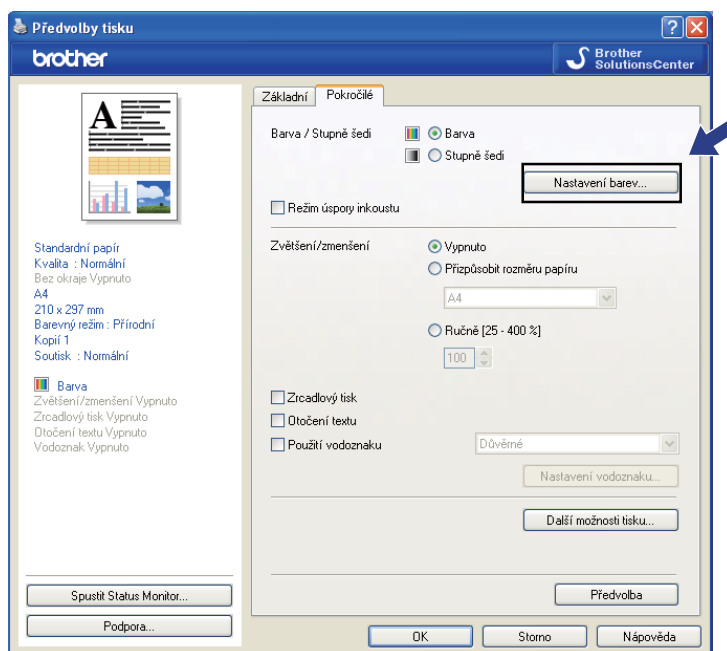 Předvolby tisku
brother
Brother
SolutionsCenter
A
Standardní papír
Kvalita : Normální
Bez okraje Vypnuto
A4
210 x 297 mm
Barevný režim : Přírodní
Kopií 1
Soutisk : Normální
Barva
Zvětšení/zmenšení Vypnuto
Zrcadlový tisk Vypnuto
Otočení textu Vypnuto
Vodoznak Vypnuto
Spustit Status Monitor...
Podpora...
Základní Pokročilé
Barva / Stupně šedi
Barva
Stupně šedi
Nastavení barev...
Režim úspory inkoustu
Zvětšení/zmenšení
Vypnuto
Přizpůsobit rozměru papíru
A4
Ručně [25 - 400 %]
100
Zrcadlový tisk
Otočení textu
Použití vodoznaku
Důvěrné
Nastavení vodoznaku...
Další možnosti tisku...
Předvolba
OK Storno Nápověda